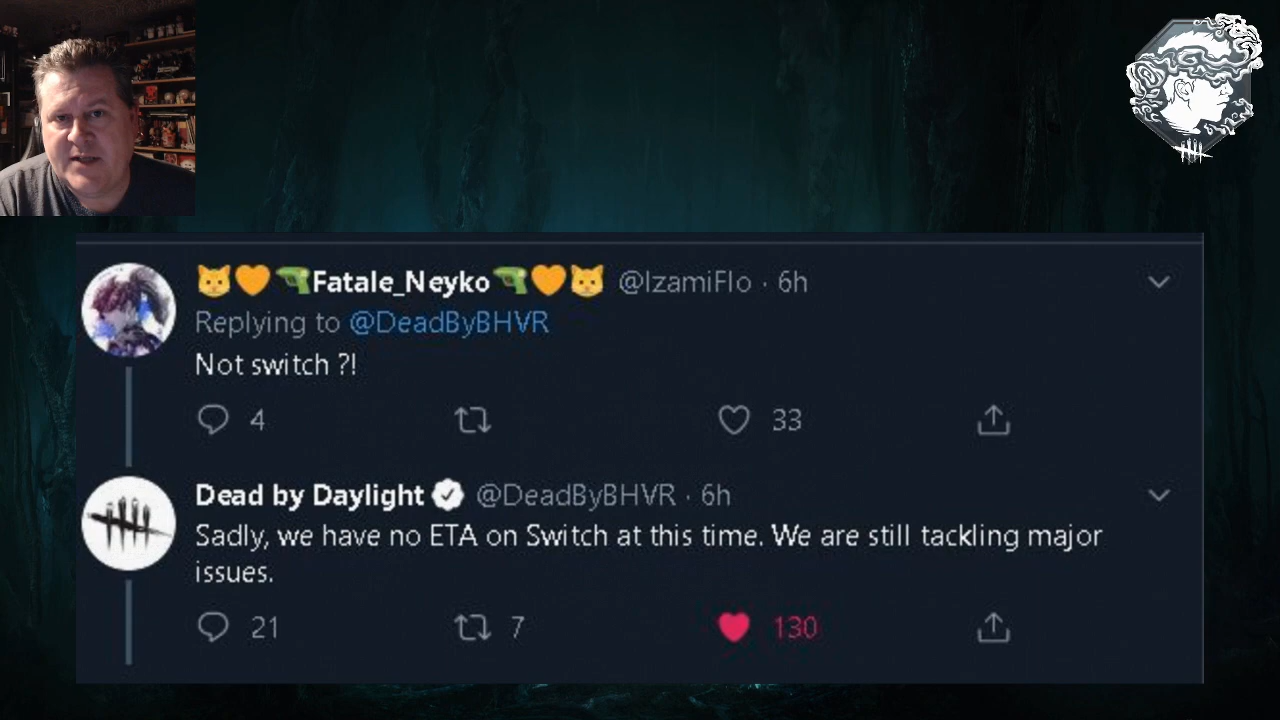 🐱🧡🔫Fatale_Neyko🔫🧡🐱 @IzamiFlo · 6h
Replying to @DeadByBHVR
Not switch ?!
4 33
Dead by Daylight @DeadByBHVR · 6h
Sadly, we have no ETA on Switch at this time. We are still tackling major
issues.
21 7 130